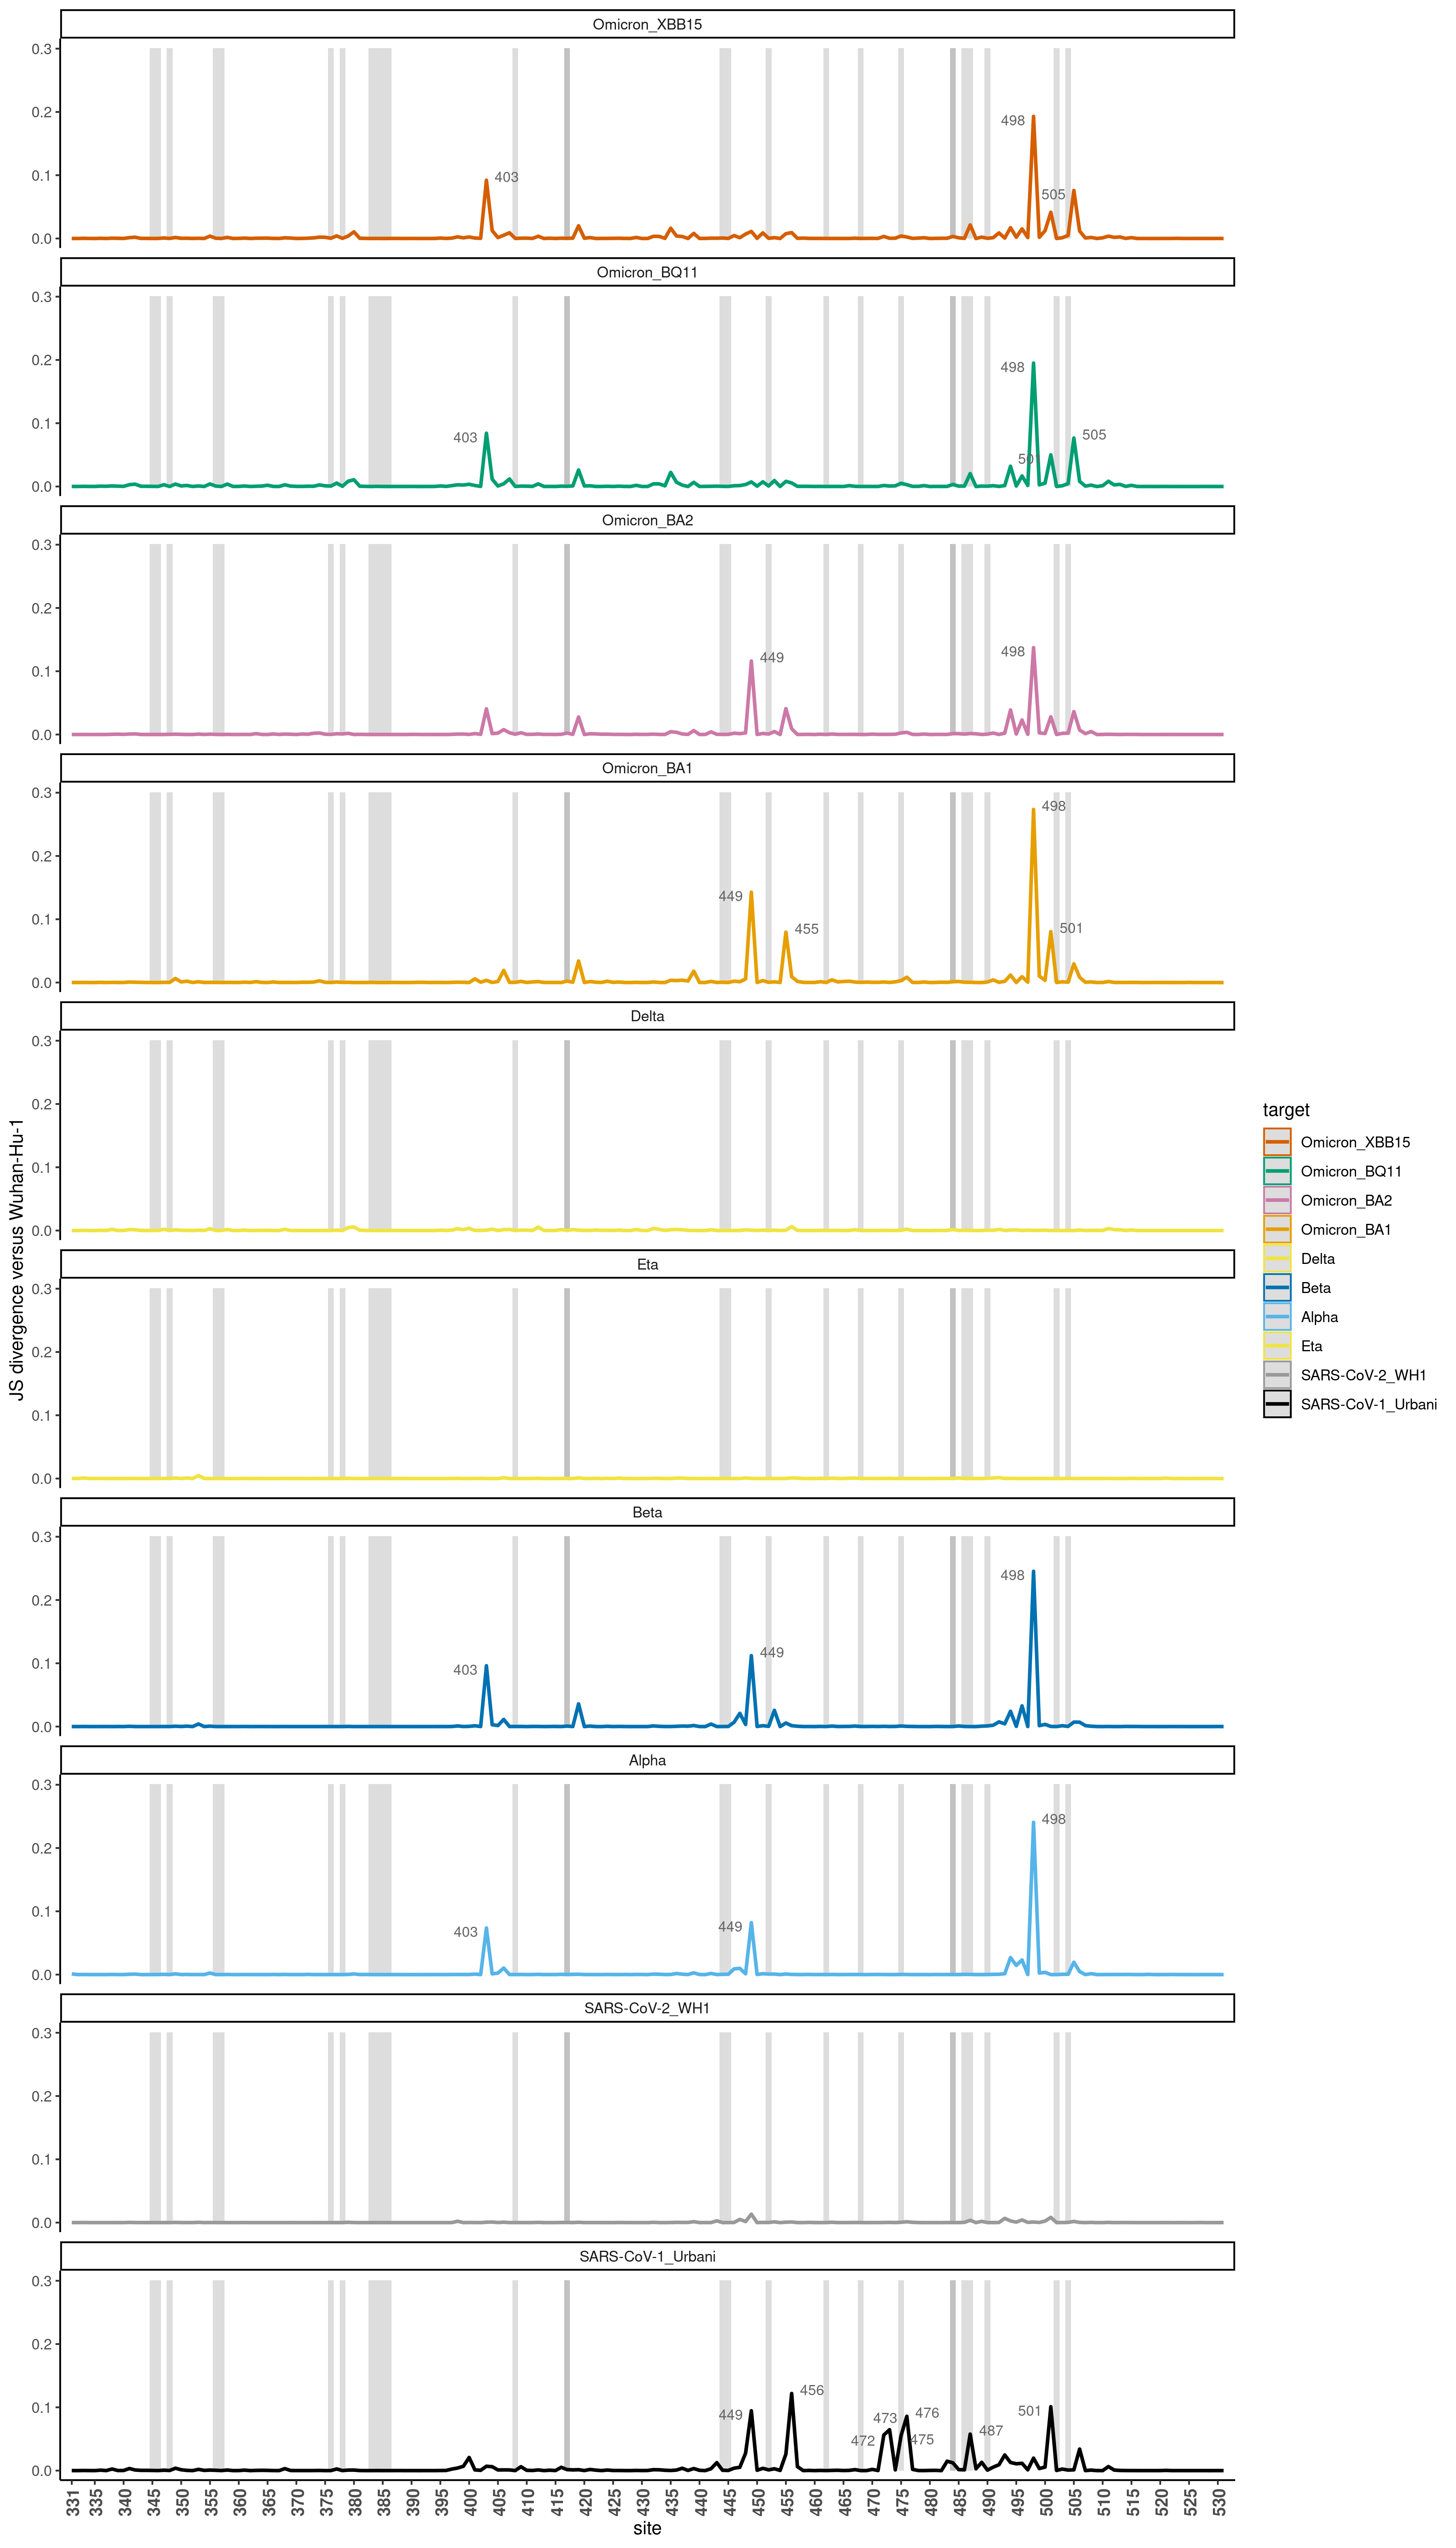 Omicron_XBB15
0.3
0.2
0.1
0.0
403
498
505
Omicron_BQ11
0.3
0.2
0.1
0.0
403
498
501
505
Omicron_BA2
0.3
0.2
0.1
0.0
449
498
Omicron_BA1
0.3
0.2
0.1
0.0
449
455
498
501
Delta
0.3
0.2
0.1
0.0
Eta
0.3
0.2
0.1
0.0
Beta
0.3
0.2
0.1
0.0
403
449
498
Alpha
0.3
0.2
0.1
0.0
403
449
498
SARS-CoV-2_WH1
0.3
0.2
0.1
0.0
SARS-CoV-1_Urbani
0.3
0.2
0.1
0.0
449
456
472
473
475
476
487
501
331 335 340 345 350 355 360 365 370 375 380 385 390 395 400 405 410 415 420 425 430 435 440 445 450 455 460 465 470 475 480 485 490 495 500 505 510 515 520 525 530
site
JS divergence versus Wuhan-Hu-1
target
Omicron_XBB15
Omicron_BQ11
Omicron_BA2
Omicron_BA1
Delta
Beta
Alpha
Eta
SARS-CoV-2_WH1
SARS-CoV-1_Urbani